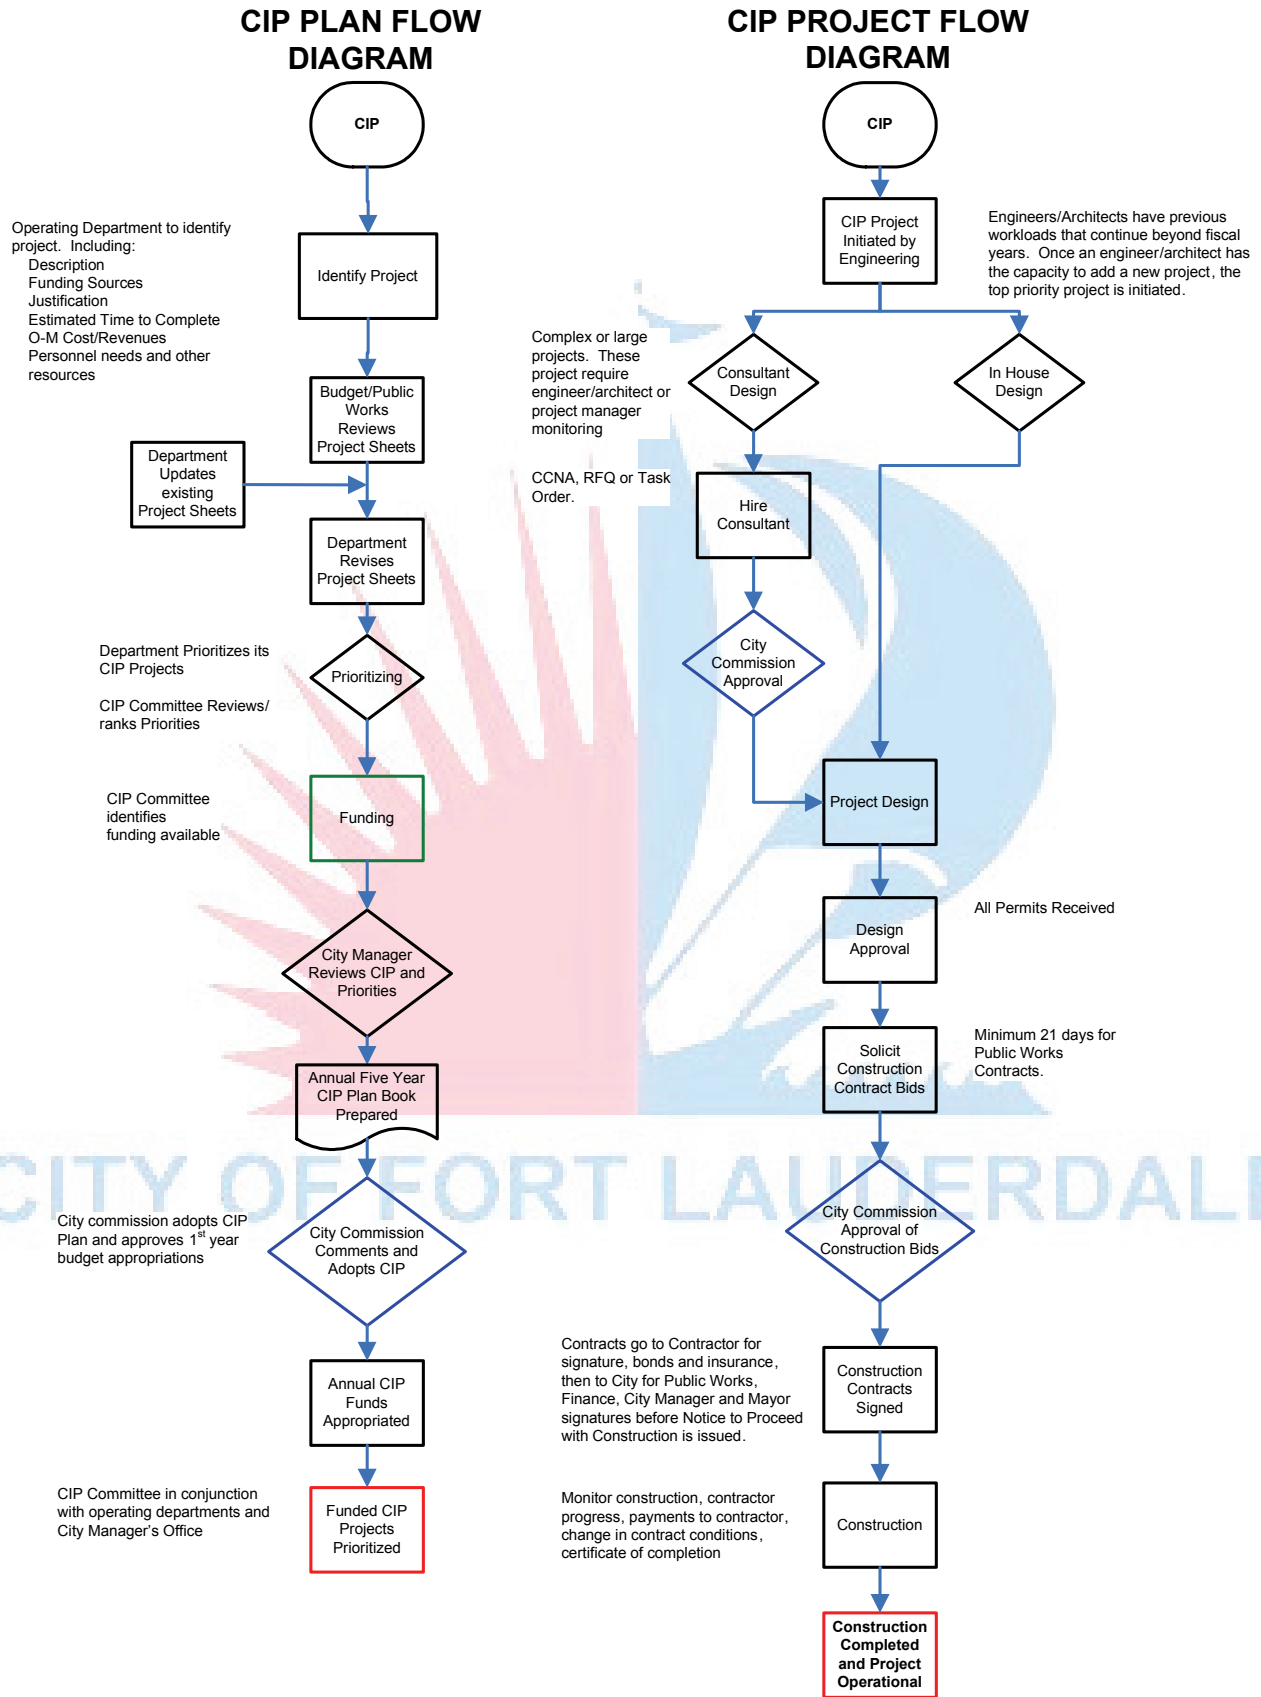 CIP PLAN FLOW
DIAGRAM
CIP
Operating Department to identify
project. Including:
Description
Funding Sources
Justification
Estimated Time to Complete
O-M Cost/Revenues
Personnel needs and other
resources
Identify Project
Budget/Public
Works
Reviews
Project Sheets
Department
Updates
existing
Project Sheets
Department
Revises
Project Sheets
Department Prioritizes its
CIP Projects
CIP Committee Reviews/
ranks Priorities
Prioritizing
CIP Committee
identifies
funding available
Funding
City Manager
Reviews CIP and
Priorities
Annual Five Year
CIP Plan Book
Prepared
City commission adopts CIP
Plan and approves 1st year
budget appropriations
City Commission
Comments and
Adopts CIP
Annual CIP
Funds
Appropriated
CIP Committee in conjunction
with operating departments and
City Manager's Office
Funded CIP
Projects
Prioritized
CIP PROJECT FLOW
DIAGRAM
CIP
CIP Project
Initiated by
Engineering
Engineers/Architects have previous
workloads that continue beyond fiscal
years. Once an engineer/architect has
the capacity to add a new project, the
top priority project is initiated.
Complex or large
projects. These
project require
engineer/architect or
project manager
monitoring
CCNA, RFQ or Task
Order.
Consultant
Design
In House
Design
Hire
Consultant
City
Commission
Approval
Project Design
Design
Approval
All Permits Received
Solicit
Construction
Contract Bids
Minimum 21 days for
Public Works
Contracts.
City Commission
Approval of
Construction Bids
Contracts go to Contractor for
signature, bonds and insurance,
then to City for Public Works,
Finance, City Manager and Mayor
signatures before Notice to Proceed
with Construction is issued.
Construction
Contracts
Signed
Monitor construction, contractor
progress, payments to contractor,
change in contract conditions,
certificate of completion
Construction
Construction
Completed
and Project
Operational
CITY OF FORT LAUDERDALE